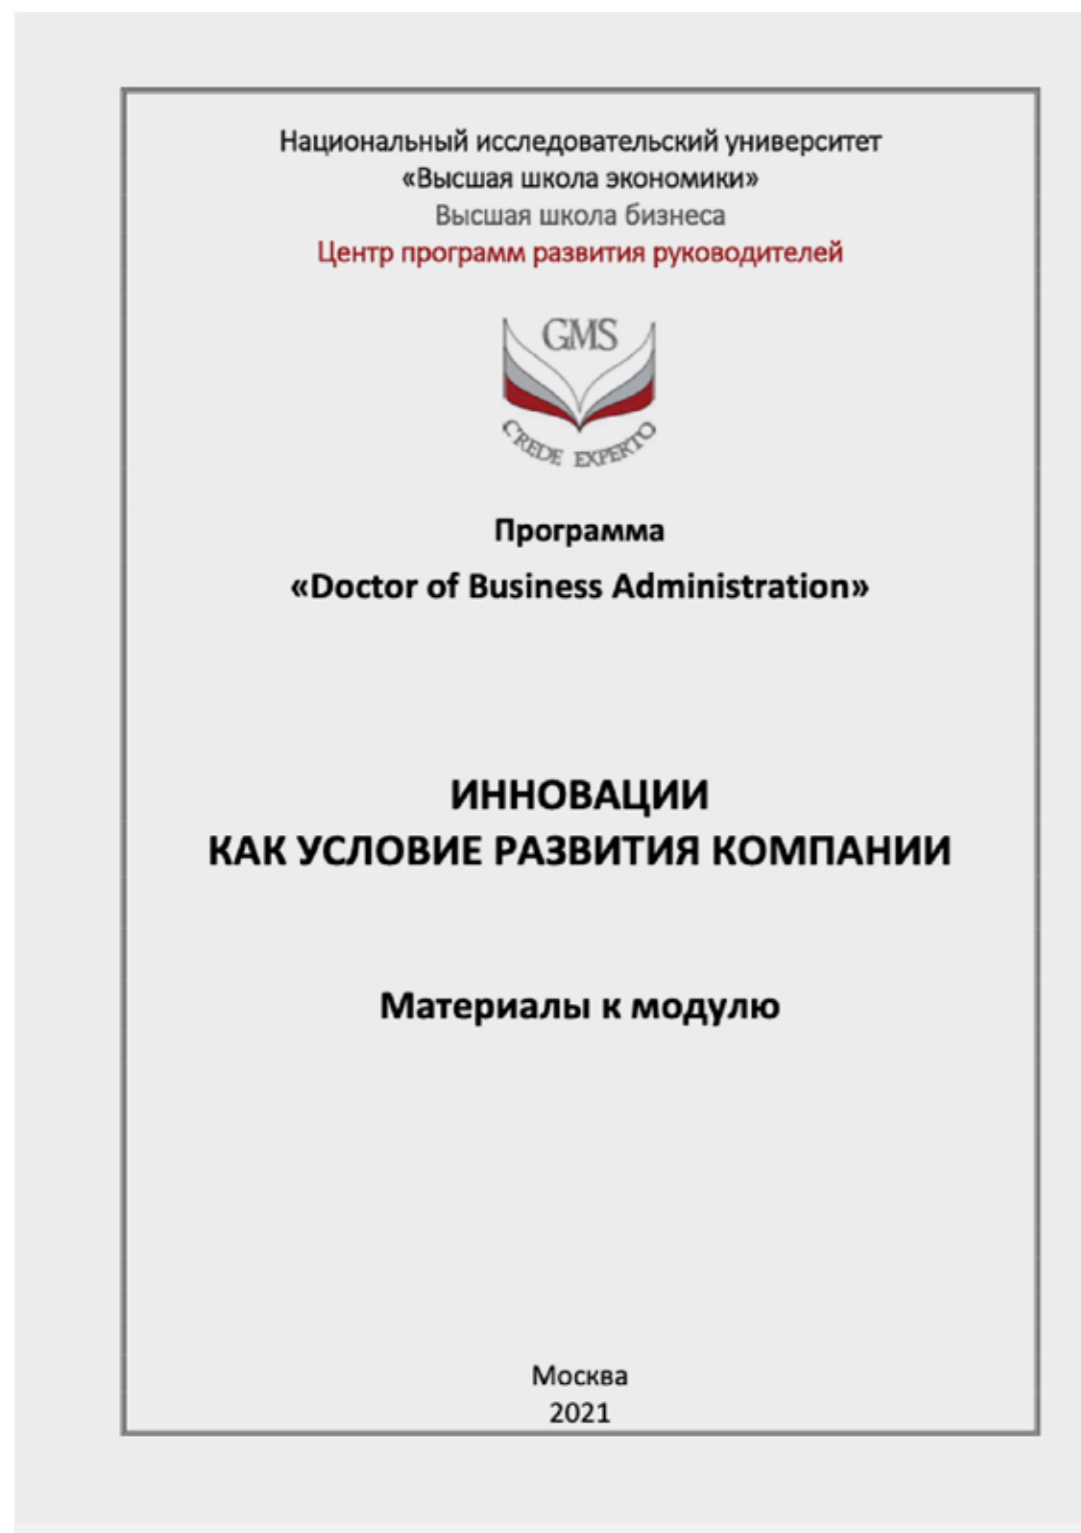 Национальный исследовательский университет
«Высшая школа экономики»
Высшая школа бизнеса
Центр программ развития руководителей
GMS
CREDE EXPERTO
Программа
«Doctor of Business Administration»
ИННОВАЦИИ
КАК УСЛОВИЕ РАЗВИТИЯ КОМПАНИИ
Материалы к модулю
Москва
2021